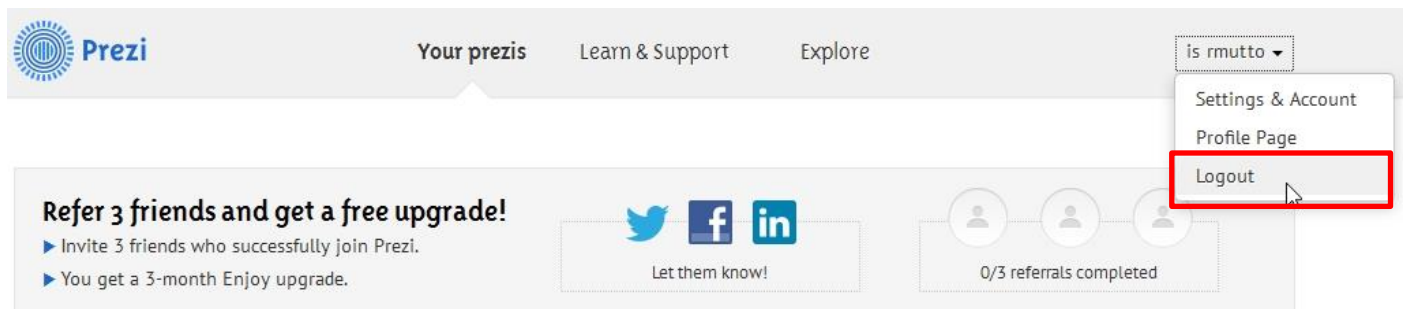 Prezi
Your prezis
Learn & Support
Explore
is rmutto
Settings & Account
Profile Page
Logout
Refer 3 friends and get a free upgrade!
Invite 3 friends who successfully join Prezi.
You get a 3-month Enjoy upgrade.
f
in
Let them know!
0/3 referrals completed